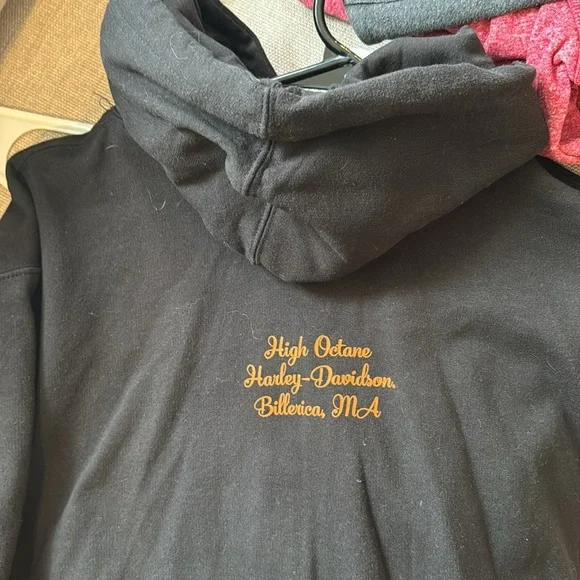 High Octane
Harley-Davidson.
Billerica, MA